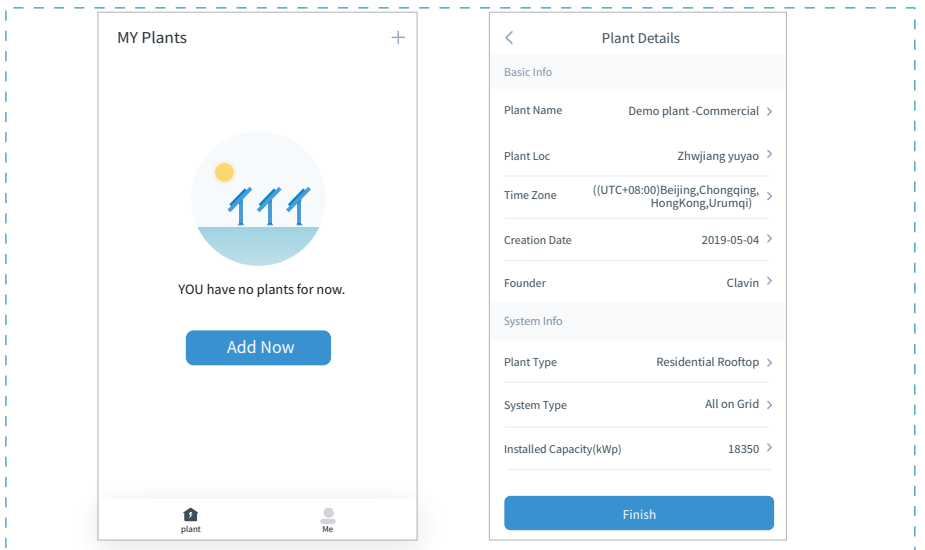 MY Plants
YOU have no plants for now.
Add Now
plant
Me
Plant Details
Basic Info
Plant Name
Demo plant -Commercial
Plant Loc
Zhwjiang yuyao
Time Zone
((UTC+08:00)Beijing,Chongqing,
HongKong,Urumqi)
Creation Date
2019-05-04
Founder
Clavin
System Info
Plant Type
Residential Rooftop
System Type
All on Grid
Installed Capacity(kWp)
18350
Finish